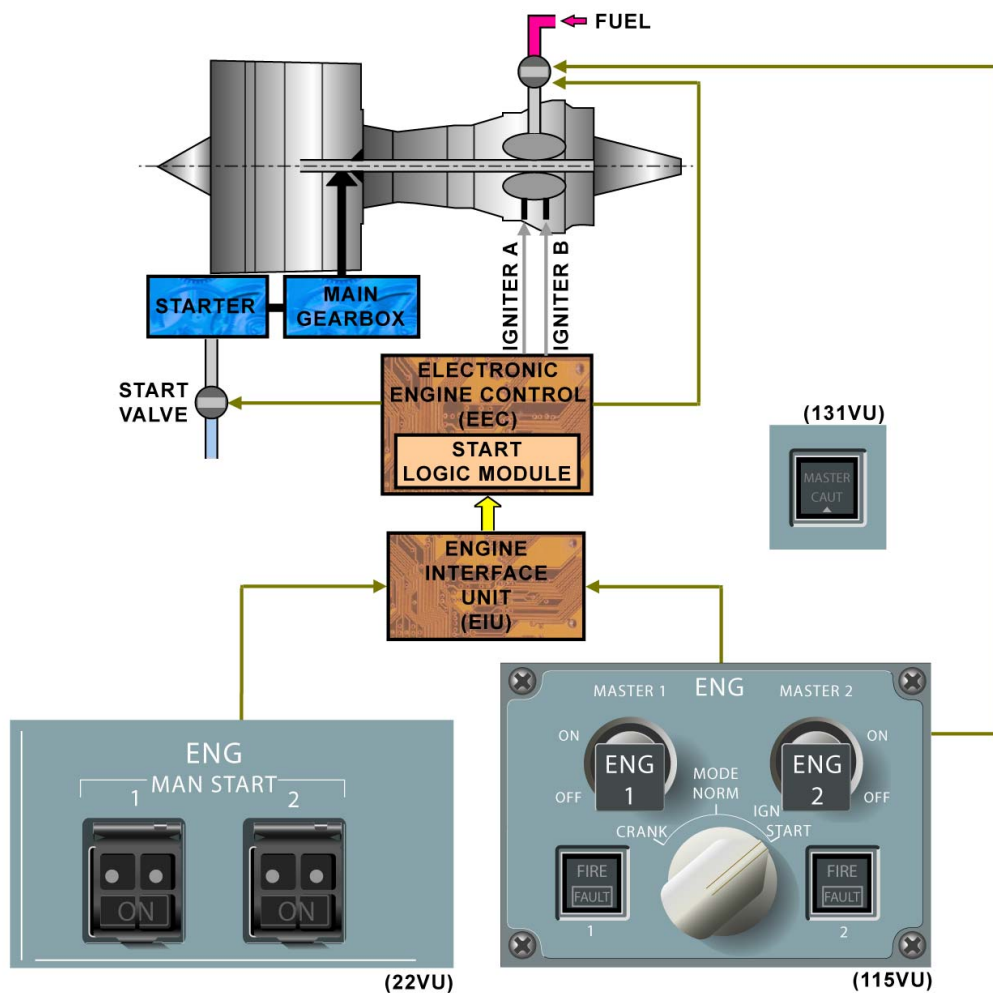 FUEL
IGNITER A
IGNITER B
STARTER
MAIN
GEARBOX
START
VALVE
ELECTRONIC
ENGINE CONTROL
(EEC)
START
LOGIC MODULE
(131VU)
MASTER
CAUT
ENGINE
INTERFACE
UNIT
(EIU)
ENG
MAN START
1 2
ON ON
(22VU)
MASTER 1 ENG MASTER 2
ON ON
ENG ENG
1 2
OFF OFF
MODE
NORM
CRANK
IGN
START
FIRE FIRE
FAULT FAULT
1 2
(115VU)